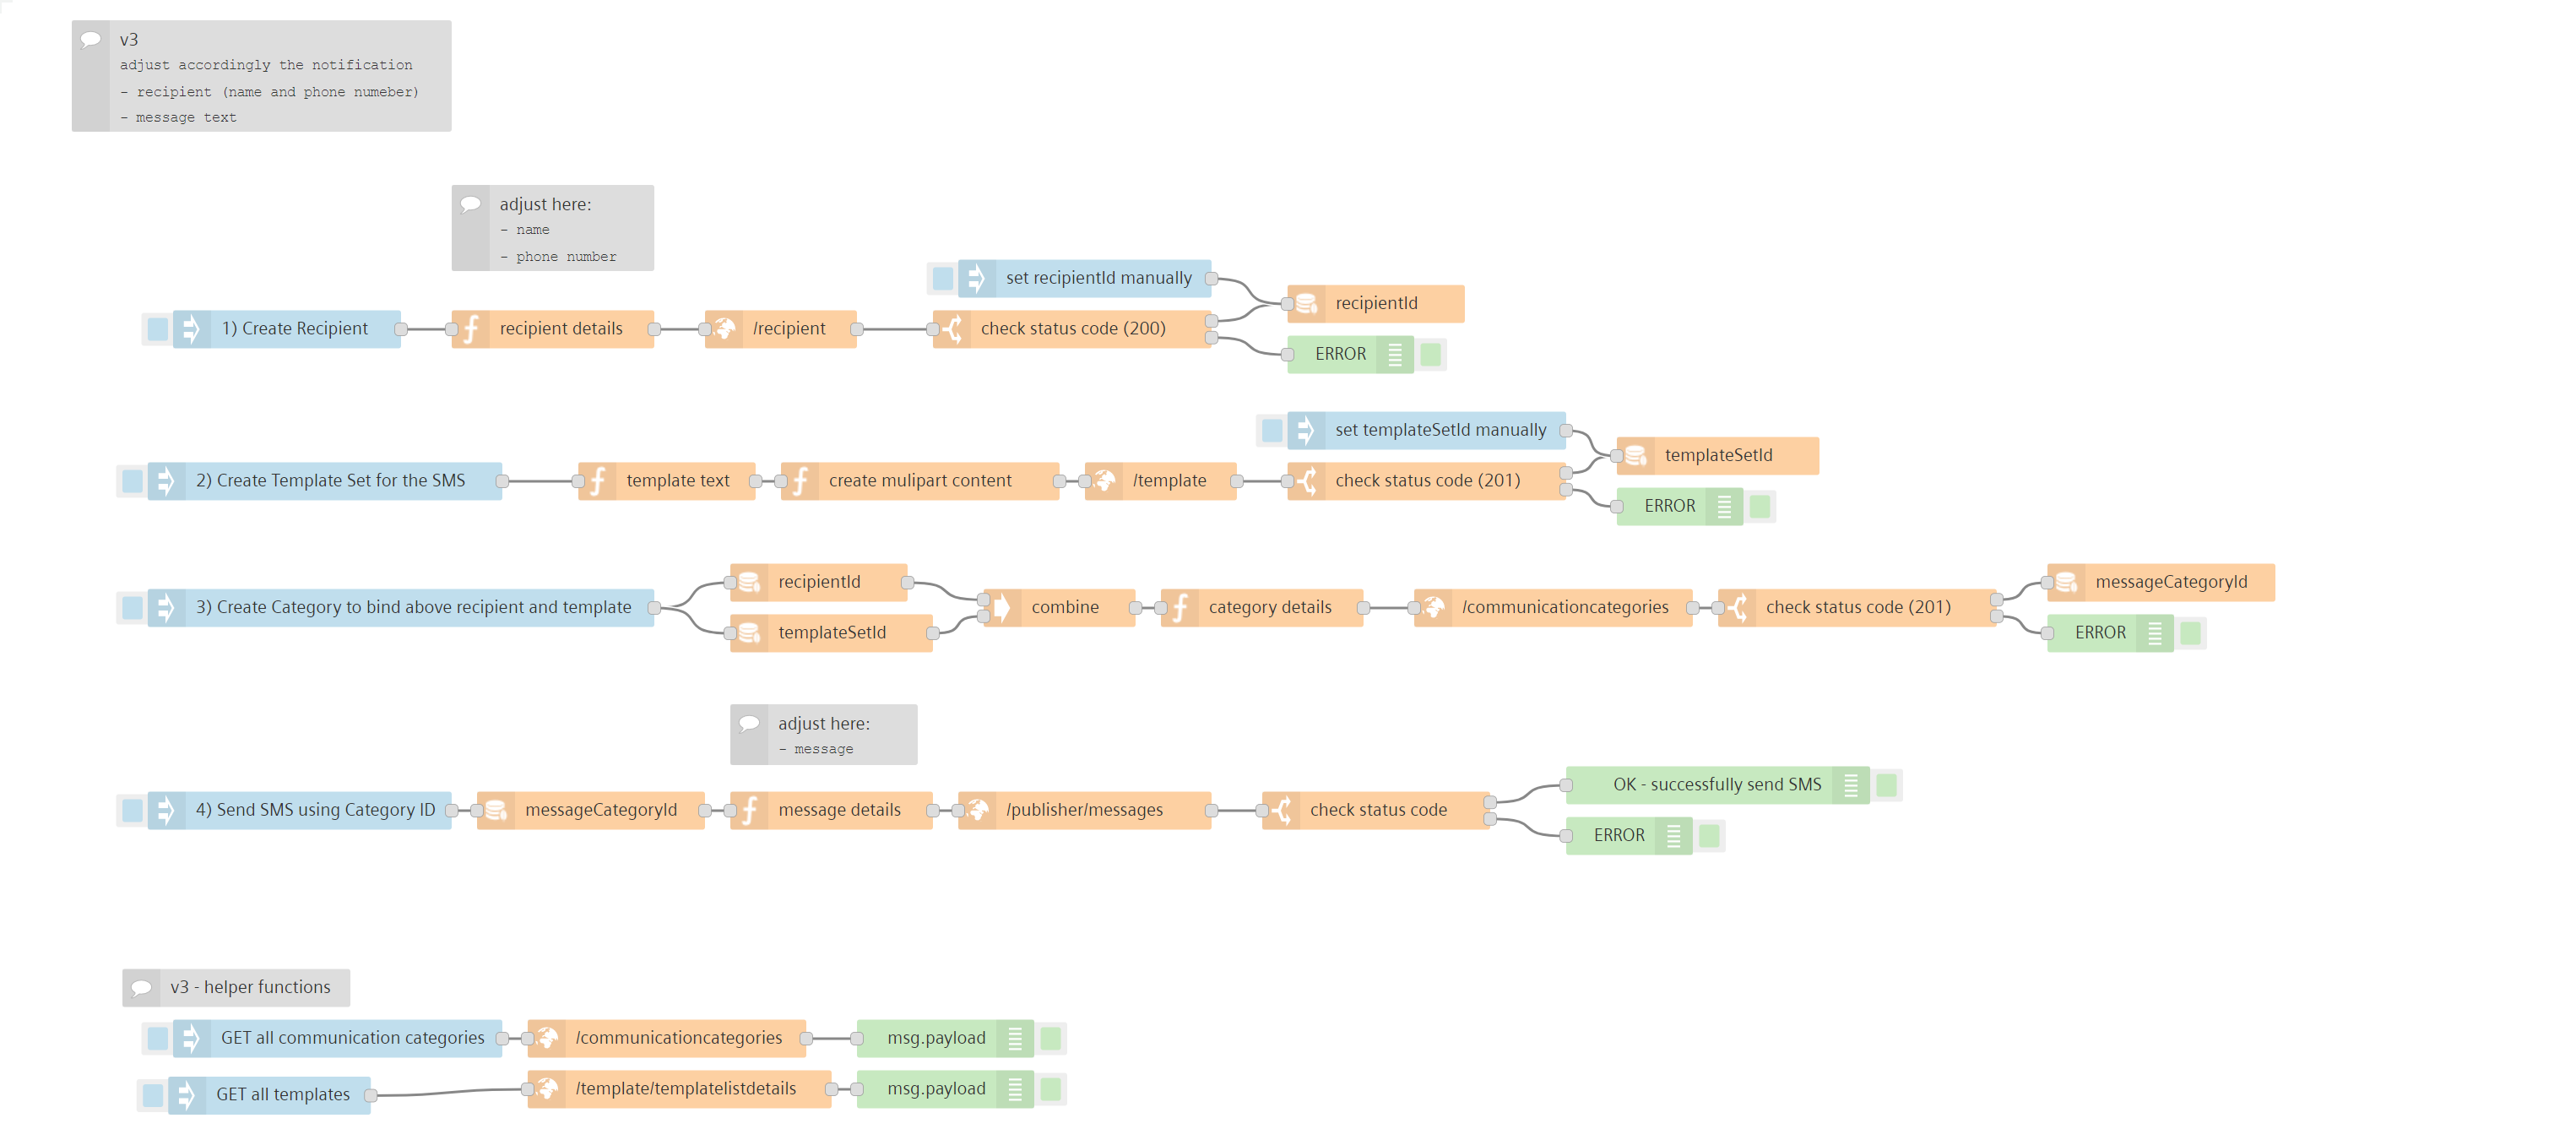 v3
adjust accordingly the notification
- recipient (name and phone numeber)
- message text
adjust here:
- name
- phone number
set recipientId manually
recipientId
1) Create Recipient
recipient details
/recipient
check status code (200)
ERROR
set templateSetId manually
templateSetId
2) Create Template Set for the SMS
template text
create mulipart content
/template
check status code (201)
ERROR
recipientId
messageCategoryId
3) Create Category to bind above recipient and template
combine
category details
/communicationcategories
check status code (201)
templateSetId
ERROR
adjust here:
- message
OK - successfully send SMS
4) Send SMS using Category ID
messageCategoryId
message details
/publisher/messages
check status code
ERROR
v3 - helper functions
GET all communication categories
/communicationcategories
msg.payload
GET all templates
/template/templatelistdetails
msg.payload